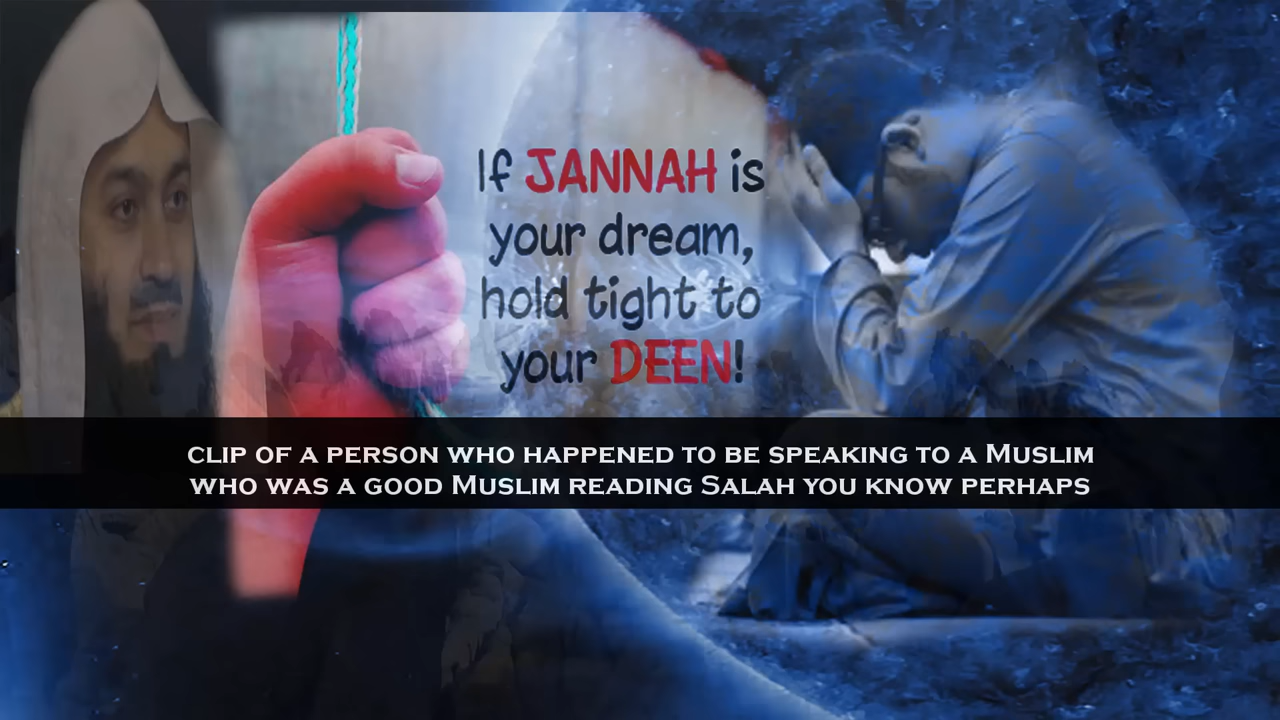 If JANNAH is
your dream,
hold tight to
your DEEN!
CLIP OF A PERSON WHO HAPPENED TO BE SPEAKING TO A MUSLIM
WHO WAS A GOOD MUSLIM READING SALAH YOU KNOW PERHAPS